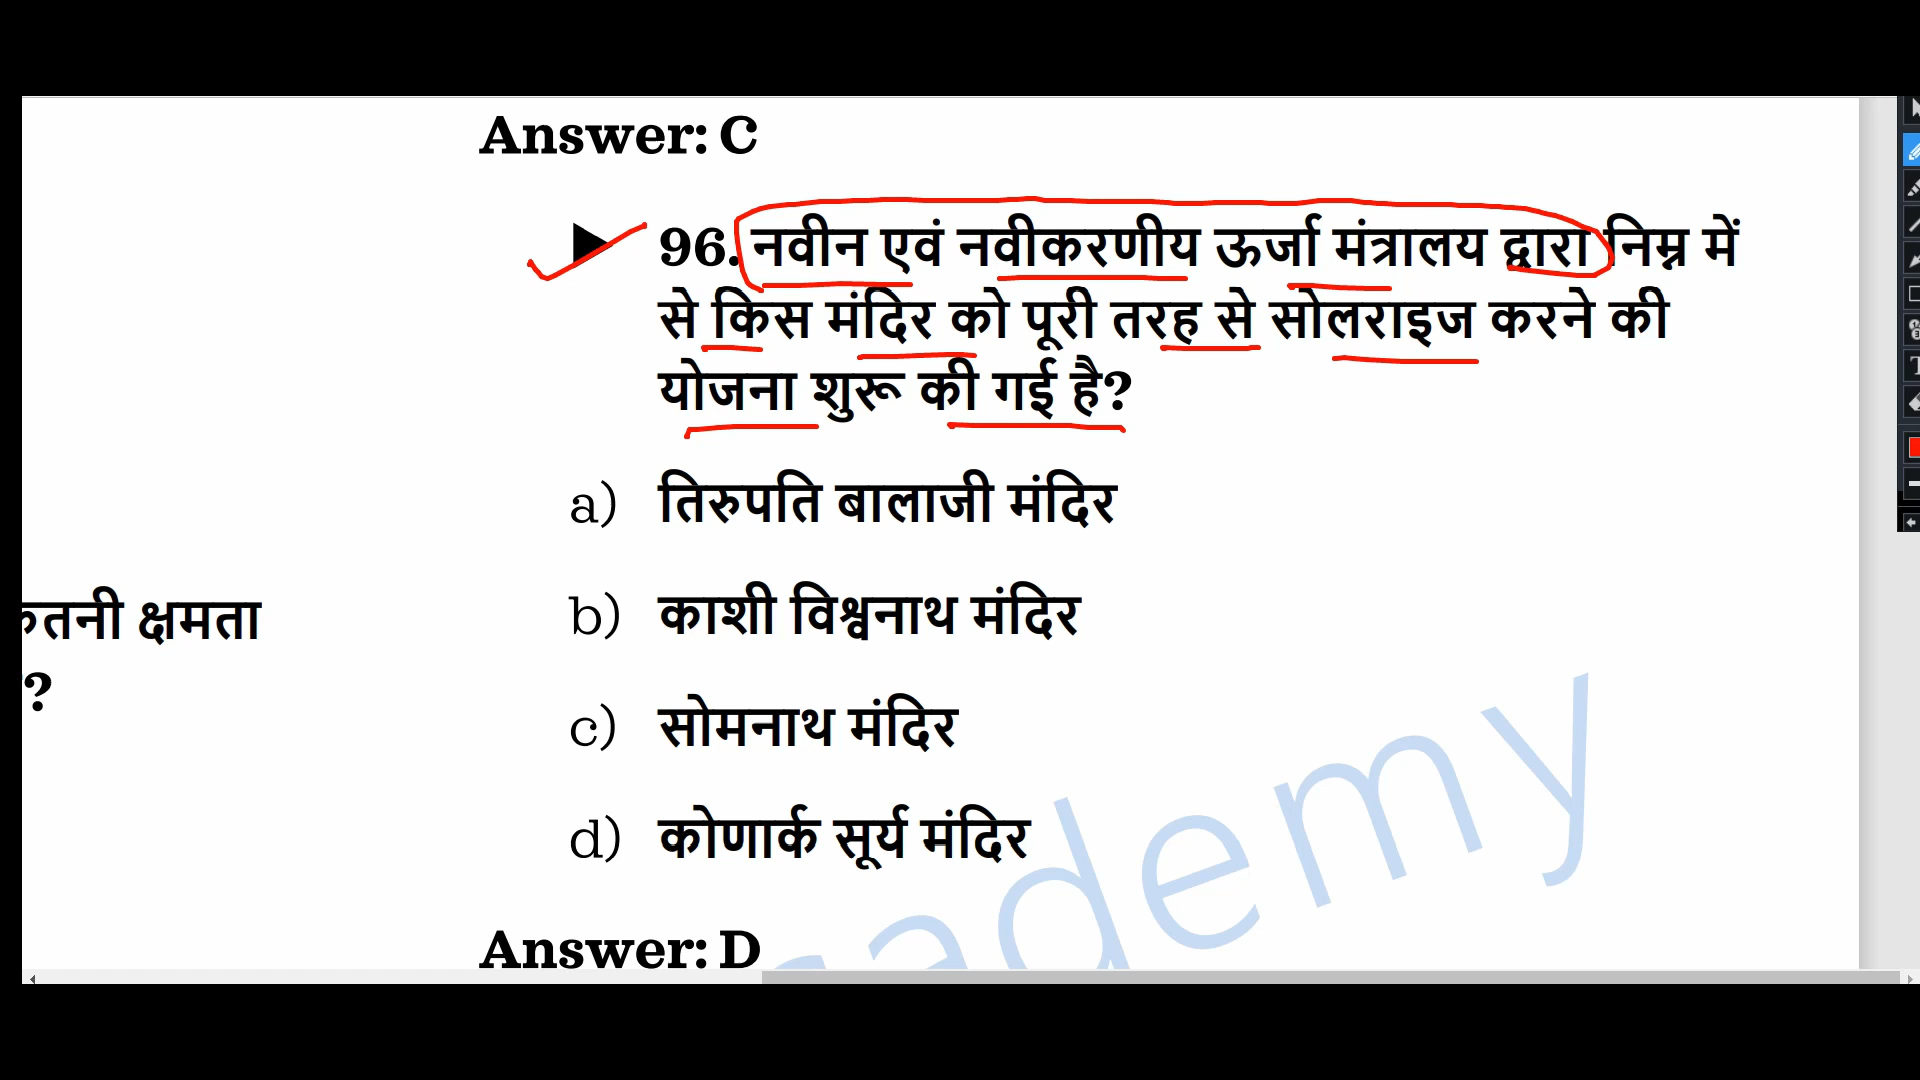 Answer: C
96. नवीन एवं नवीकरणीय ऊर्जा मंत्रालय द्वारा निम्न में
से किस मंदिर को पूरी तरह से सोलराइज करने की
योजना शुरू की गई है?
a) तिरुपति बालाजी मंदिर
b) काशी विश्वनाथ मंदिर
c) सोमनाथ मंदिर
d) कोणार्क सूर्य मंदिर
Answer: D
क्षमता
?
ademy